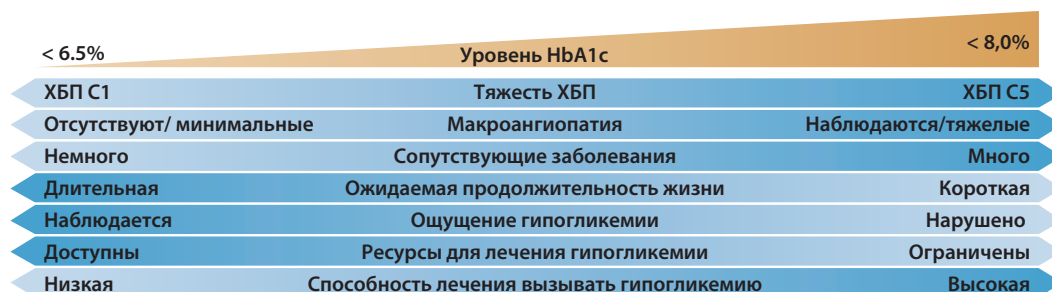 < 6.5% Уровень HbA1c < 8,0%
ХБП С1 Тяжесть ХБП ХБП С5
Отсутствуют/ минимальные Макроангиопатия Наблюдаются/тяжелые
Немного Сопутствующие заболевания Много
Длительная Ожидаемая продолжительность жизни Короткая
Наблюдается Ощущение гипогликемии Нарушено
Доступны Ресурсы для лечения гипогликемии Ограничены
Низкая Способность лечения вызывать гипогликемию Высокая